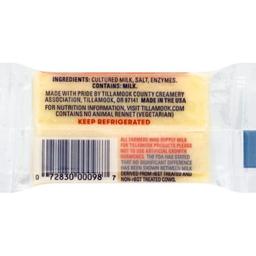 INGREDIENTS: CULTURED MILK, SALT, ENZYMES.
CONTAINS: MILK.
MADE WITH PRIDE BY TILLAMOOK COUNTY CREAMERY
ASSOCIATION, TILLAMOOK, OR 97141 MADE IN THE USA
FOR NUTRITION INFORMATION, VISIT TILLAMOOK.COM
CONTAINS NO ANIMAL RENNET (VEGETARIAN)
KEEP REFRIGERATED
ALL FARMERS WHO SUPPLY MILK
FOR TILLAMOOK PRODUCTS PLEDGE
NOT TO USE ARTIFICIAL GROWTH
HORMONES. THE FDA HAS STATED
THAT NO SIGNIFICANT DIFFERENCE
HAS BEEN SHOWN BETWEEN MILK
DERIVED FROM rBST TREATED AND
NON-rBST TREATED COWS.
0 72830 00098 7